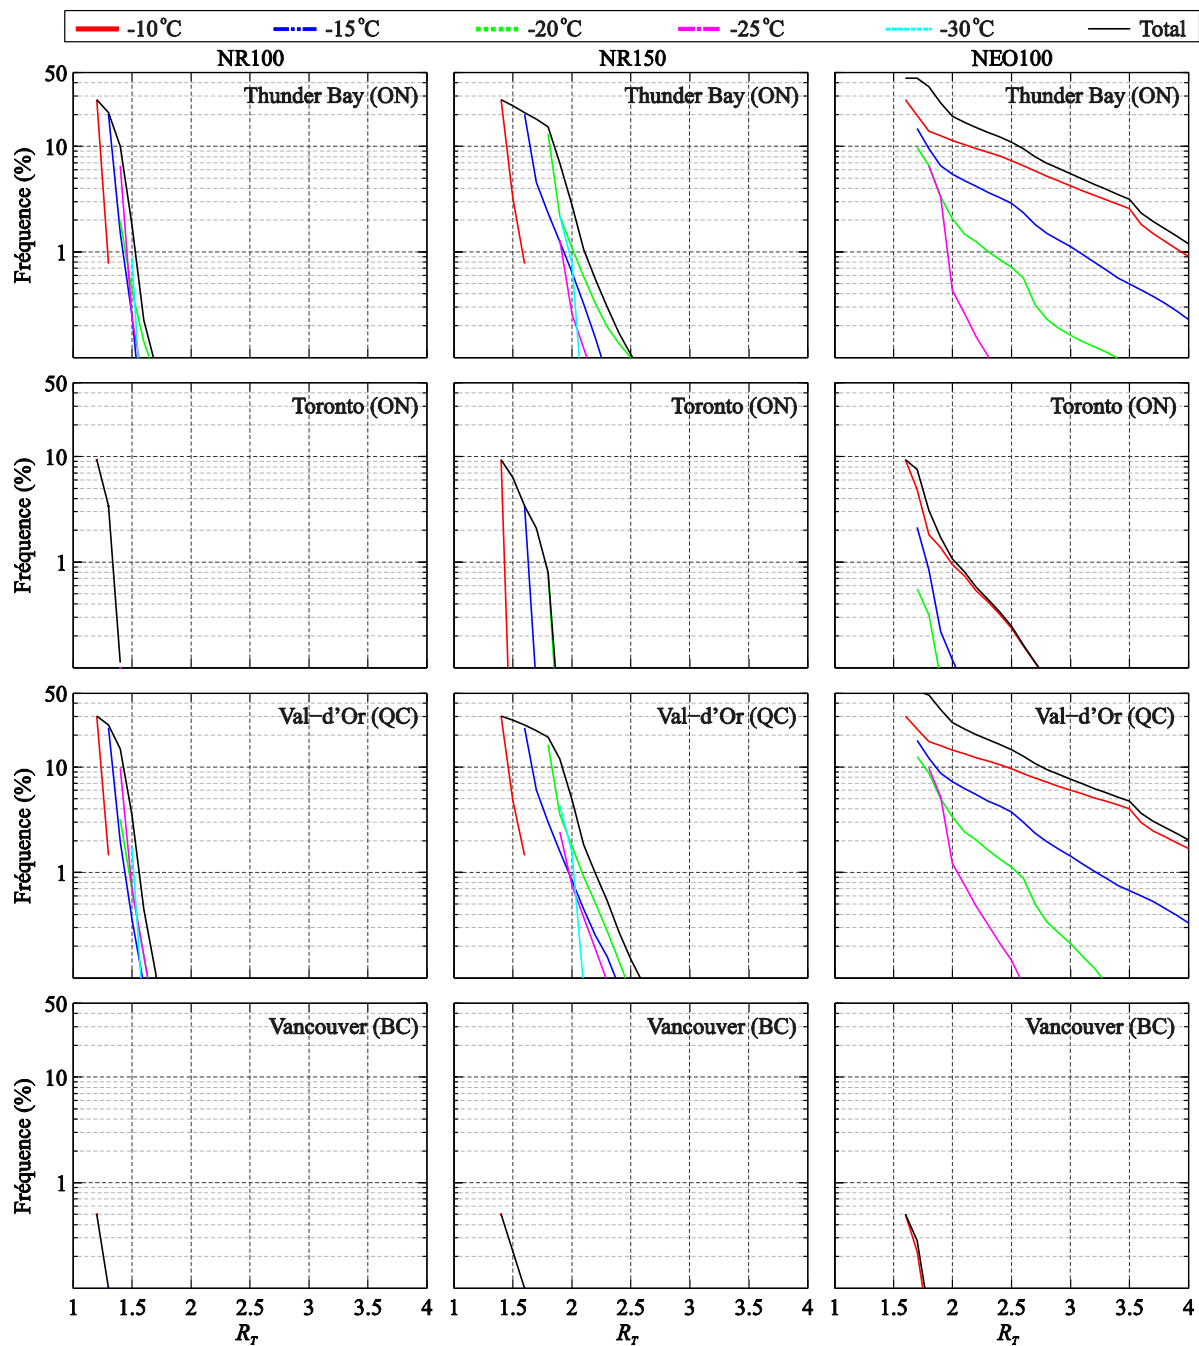 -10°C -15°C -20°C -25°C -30°C Total
NR100 NR150 NEO100
Thunder Bay (ON) Thunder Bay (ON) Thunder Bay (ON)
50
10
1
Fréquence (%)
Toronto (ON) Toronto (ON) Toronto (ON)
50
10
1
Fréquence (%)
Val-d'Or (QC) Val-d'Or (QC) Val-d'Or (QC)
50
10
1
Fréquence (%)
Vancouver (BC) Vancouver (BC) Vancouver (BC)
50
10
1
Fréquence (%)
1 1.5 2 2.5 3 3.5 4 1 1.5 2 2.5 3 3.5 4 1 1.5 2 2.5 3 3.5 4
R_T R_T R_T